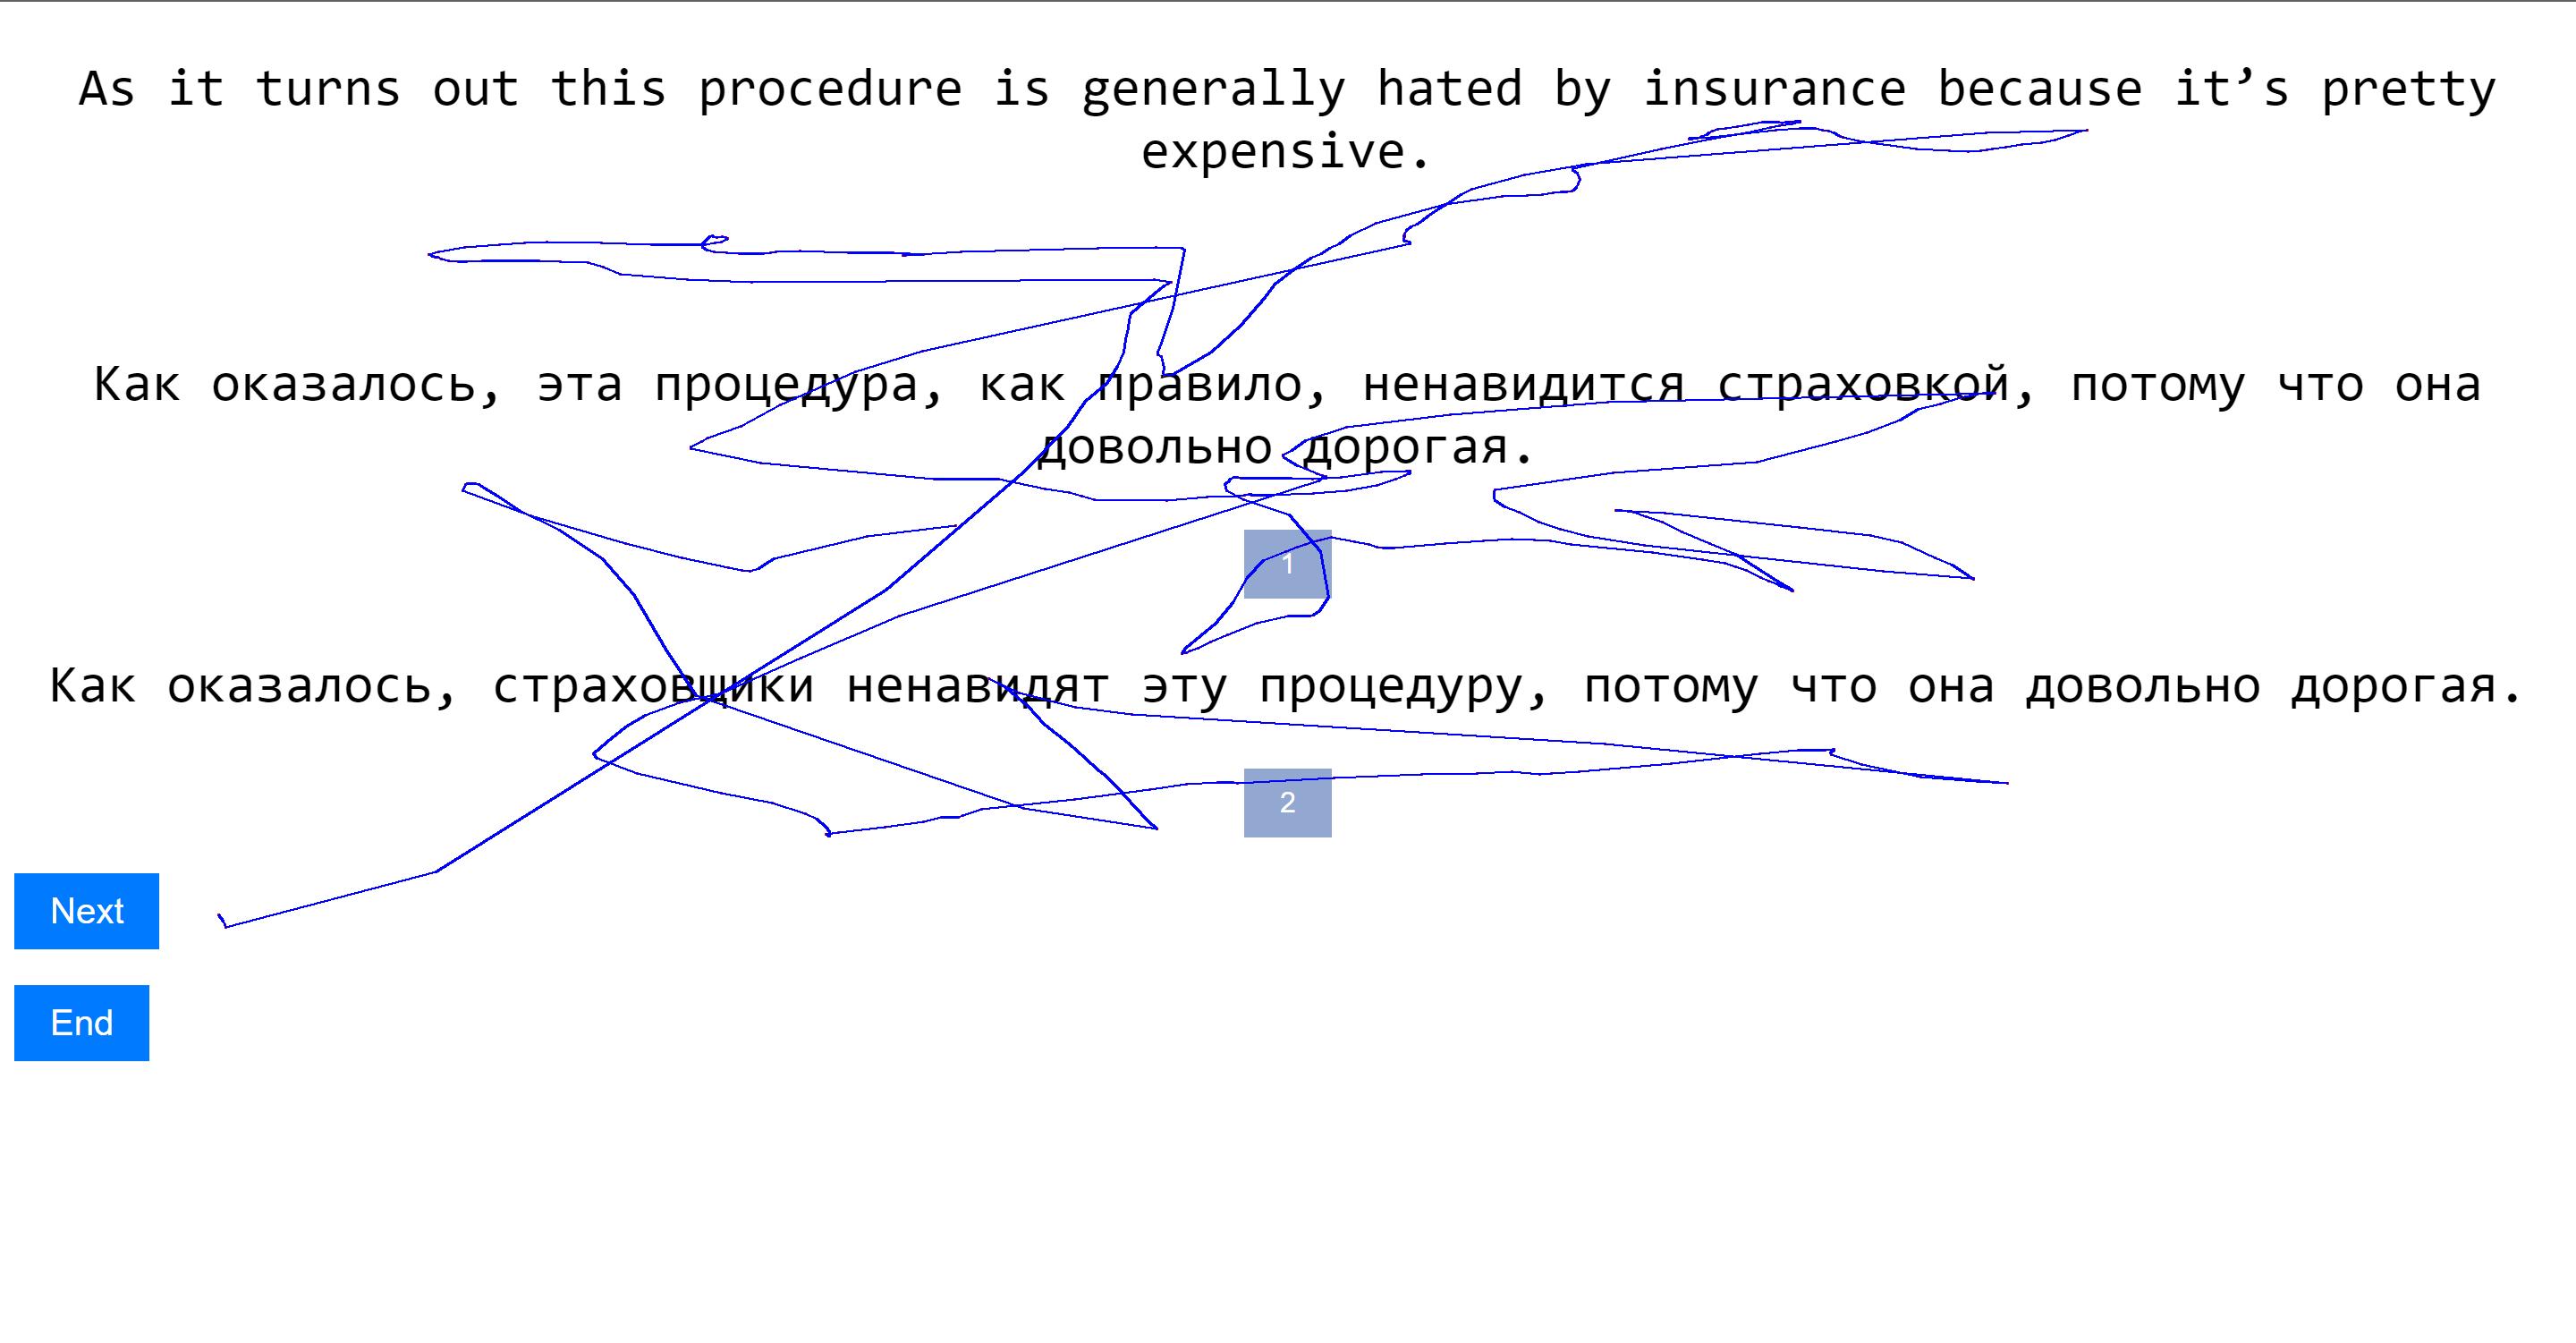 As it turns out this procedure is generally hated by insurance because it’s pretty
expensive.
Как оказалось, эта процедура, как правило, ненавидится страховкой, потому что она
довольно дорогая.
1
Как оказалось, страховщики ненавидят эту процедуру, потому что она довольно дорогая.
2
Next
End